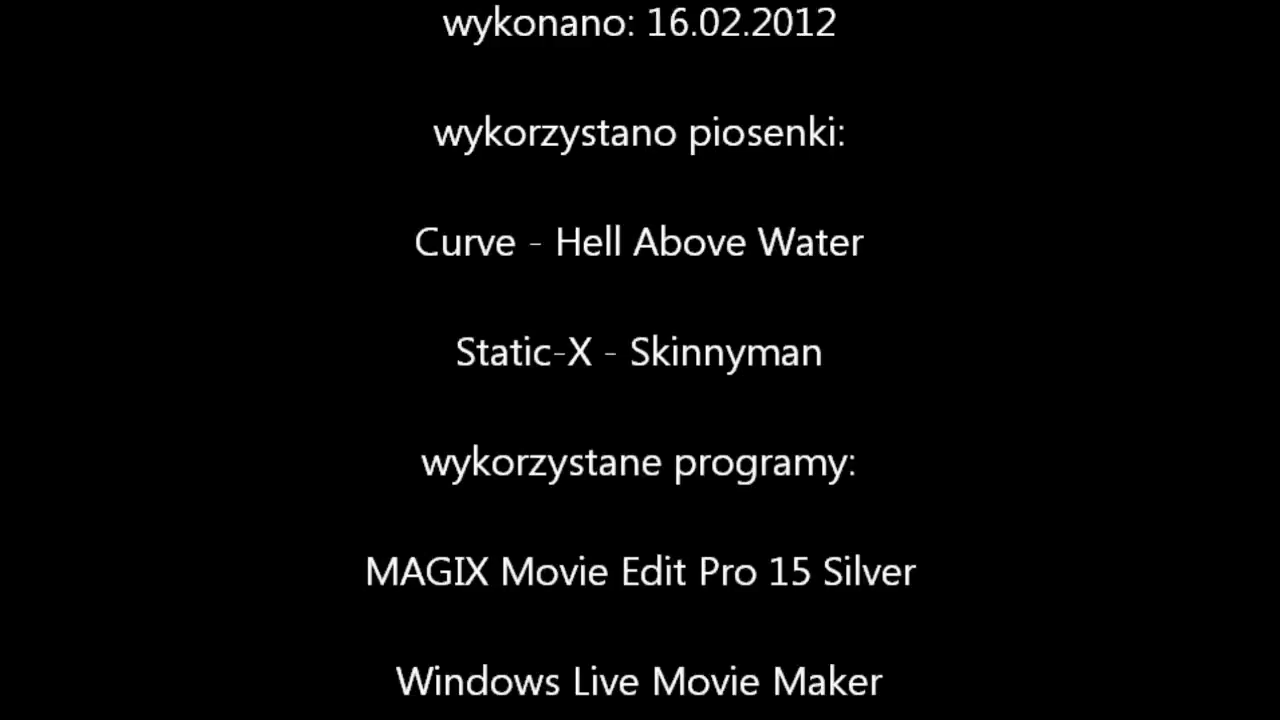 wykonano: 16.02.2012
wykorzystano piosenki:
Curve - Hell Above Water
Static-X - Skinnyman
wykorzystane programy:
MAGIX Movie Edit Pro 15 Silver
Windows Live Movie Maker